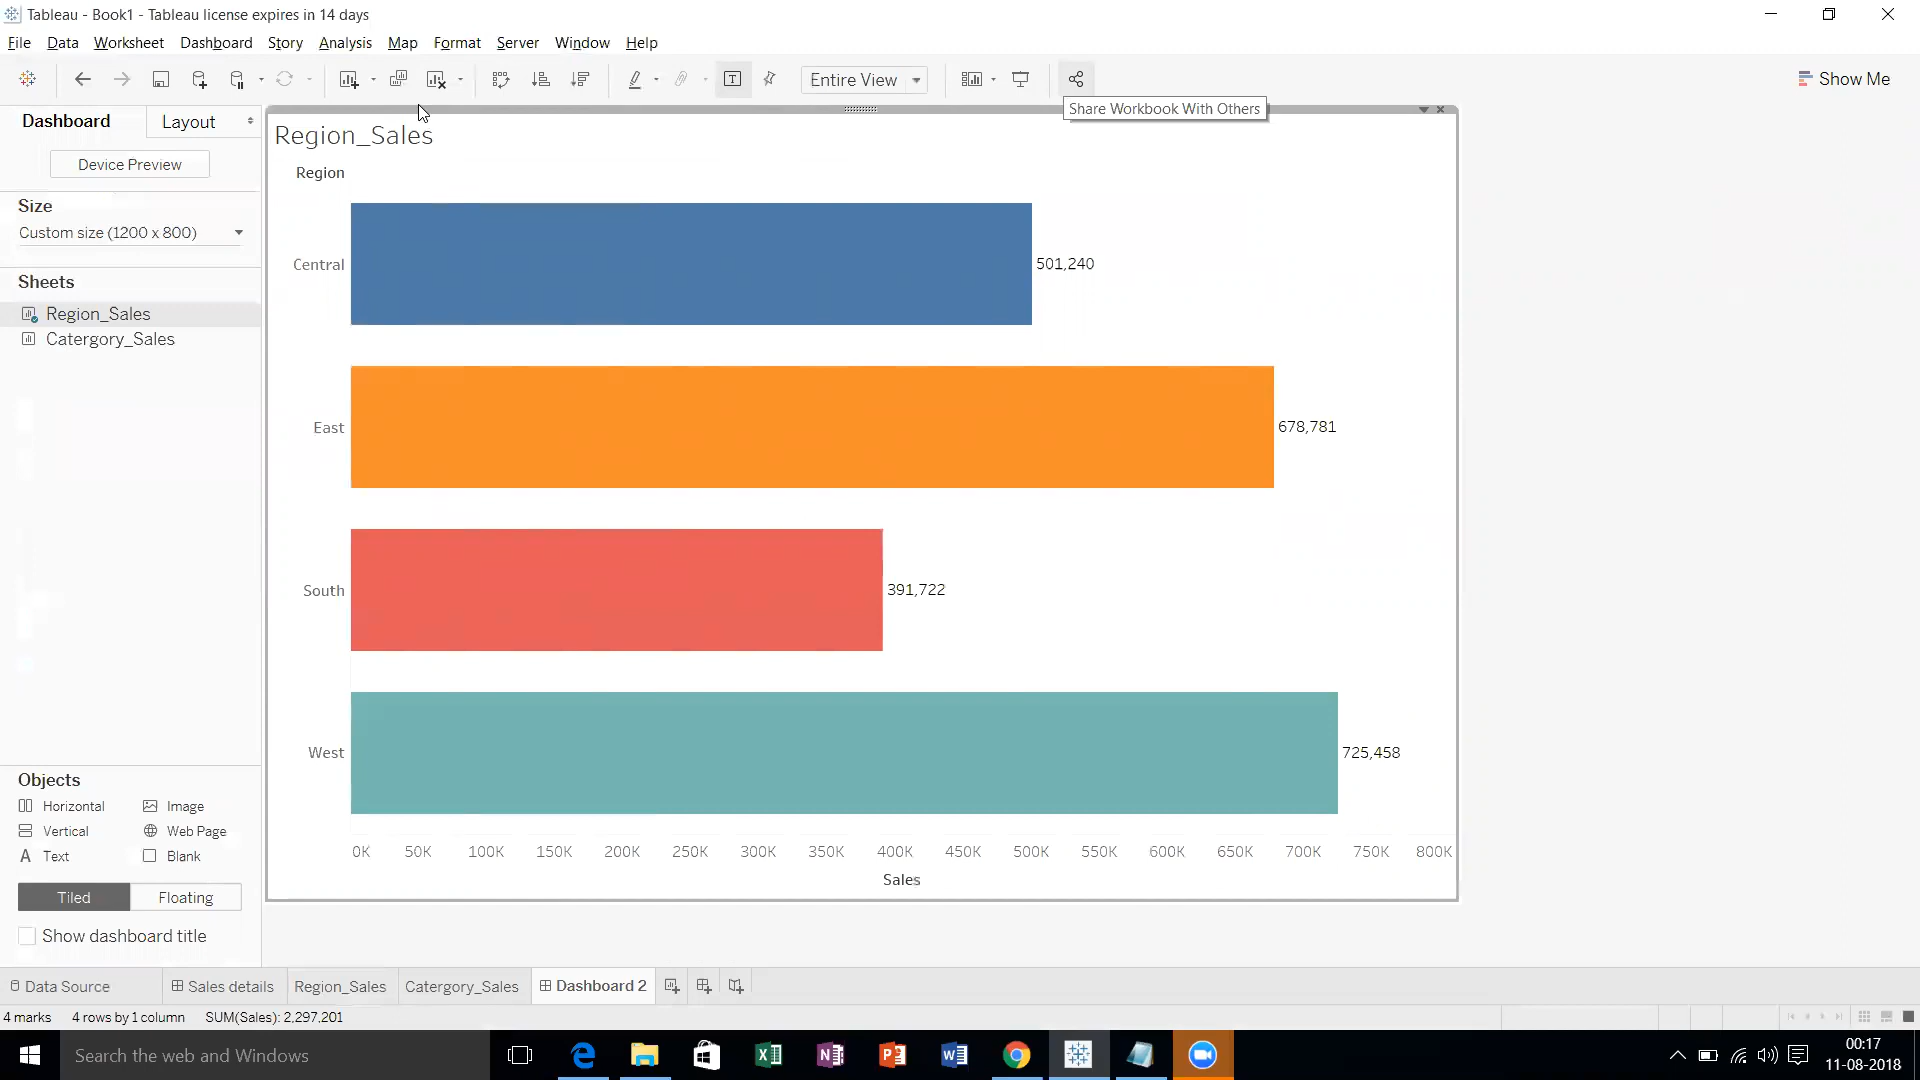 Tableau - Book1 - Tableau license expires in 14 days
File Data Worksheet Dashboard Story Analysis Map Format Server Window Help
Entire View
Show Me
Share Workbook With Others
Dashboard Layout
Device Preview
Size
Custom size (1200 x 800)
Sheets
Region_Sales
Catergory_Sales
Region_Sales
Region
Central
501,240
East
678,781
South
391,722
West
725,458
0K 50K 100K 150K 200K 250K 300K 350K 400K 450K 500K 550K 600K 650K 700K 750K 800K
Sales
Objects
Horizontal Image
Vertical Web Page
A Text Blank
Tiled Floating
Show dashboard title
Data Source Sales details Region_Sales Catergory_Sales Dashboard 2
4 marks 4 rows by 1 column SUM(Sales): 2,297,201
Search the web and Windows
00:17
11-08-2018